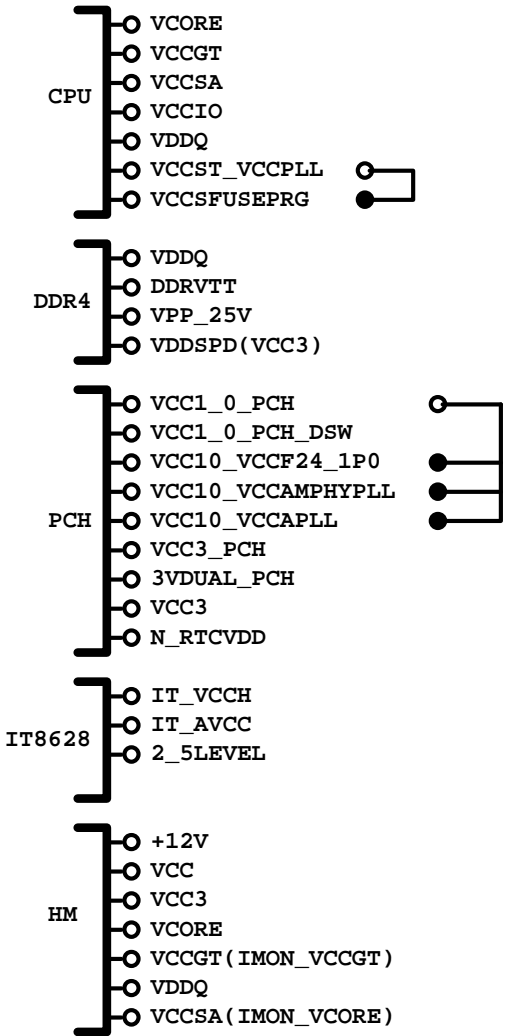 CPU
VCORE
VCCGT
VCCSA
VCCIO
VDDQ
VCCST_VCCPLL
VCCSFUSEPRG
DDR4
VDDQ
DDRVTT
VPP_25V
VDDSPD(VCC3)
PCH
VCC1_0_PCH
VCC1_0_PCH_DSW
VCC10_VCCF24_1P0
VCC10_VCCAMPHYPLL
VCC10_VCCAPLL
VCC3_PCH
3VDUAL_PCH
VCC3
N_RTCVDD
IT8628
IT_VCCH
IT_AVCC
2_5LEVEL
HM
+12V
VCC
VCC3
VCORE
VCCGT(IMON_VCCGT)
VDDQ
VCCSA(IMON_VCORE)